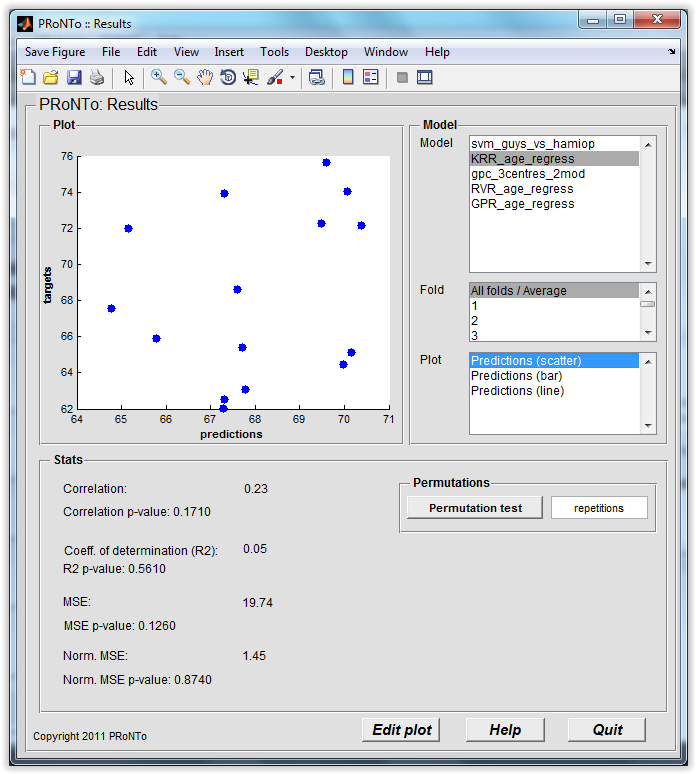 PRoNTo :: Results
Save Figure File Edit View Insert Tools Desktop Window Help
PRoNTo: Results
Plot
76
74
72
70
68
66
64
62
targets
64 65 66 67 68 69 70 71
predictions
Model
Model
svm_guys_vs_hamiop
KRR_age_regress
gpc_3centres_2mod
RVR_age_regress
GPR_age_regress
Fold
All folds / Average
1
2
3
Plot
Predictions (scatter)
Predictions (bar)
Predictions (line)
Stats
Correlation: 0.23
Correlation p-value: 0.1710
Coeff. of determination (R2): 0.05
R2 p-value: 0.5610
MSE: 19.74
MSE p-value: 0.1260
Norm. MSE: 1.45
Norm. MSE p-value: 0.8740
Permutations
Permutation test repetitions
Copyright 2011 PRoNTo
Edit plot Help Quit